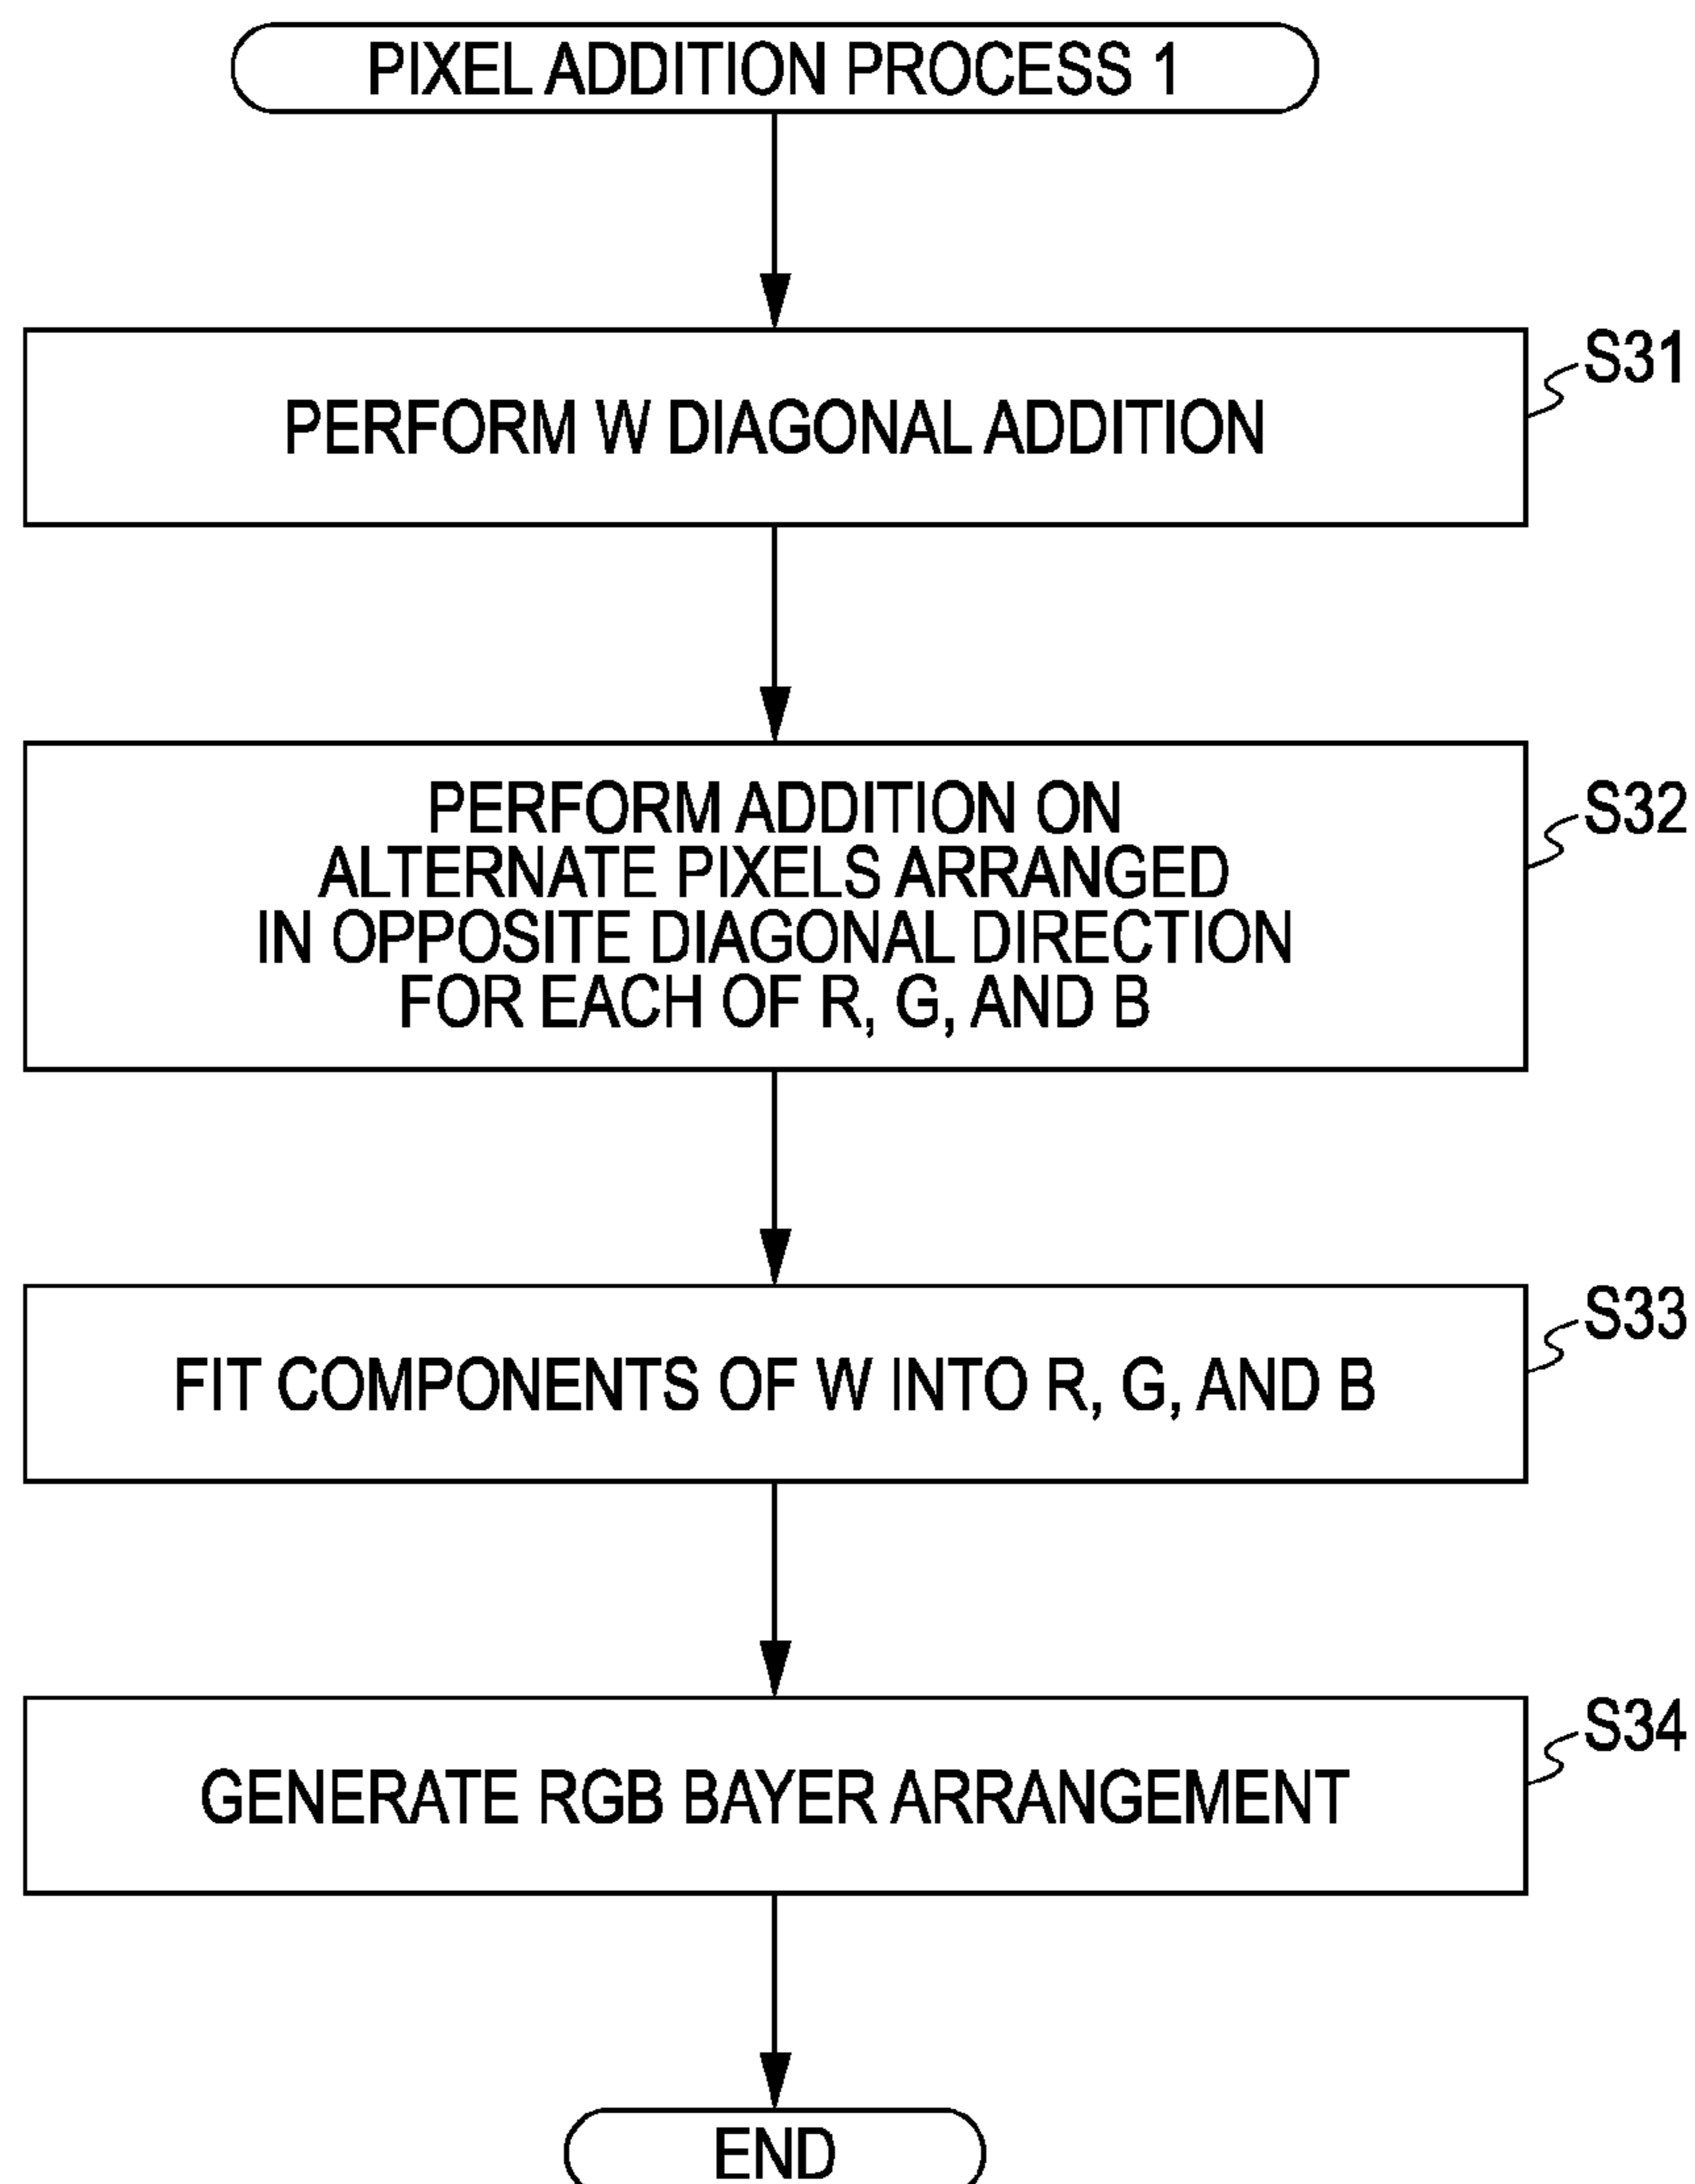 PIXEL ADDITION PROCESS 1
S31
PERFORM W DIAGONAL ADDITION
S32
PERFORM ADDITION ON
ALTERNATE PIXELS ARRANGED
IN OPPOSITE DIAGONAL DIRECTION
FOR EACH OF R, G, AND B
S33
FIT COMPONENTS OF W INTO R, G, AND B
S34
GENERATE RGB BAYER ARRANGEMENT
END